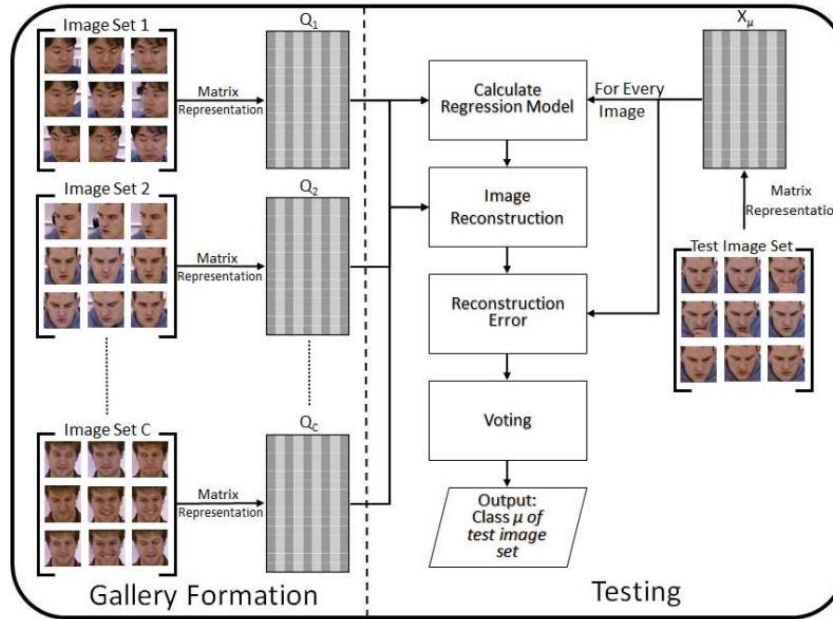 Image Set 1
Q1
Matrix
Representation
Image Set 2
Q2
Matrix
Representation
Image Set C
QC
Matrix
Representation
Gallery Formation
Calculate
Regression Model
For Every
Image
Xμ
Image
Reconstruction
Matrix
Representation
Test Image Set
Reconstruction
Error
Voting
Output:
Class μ of
test image
set
Testing